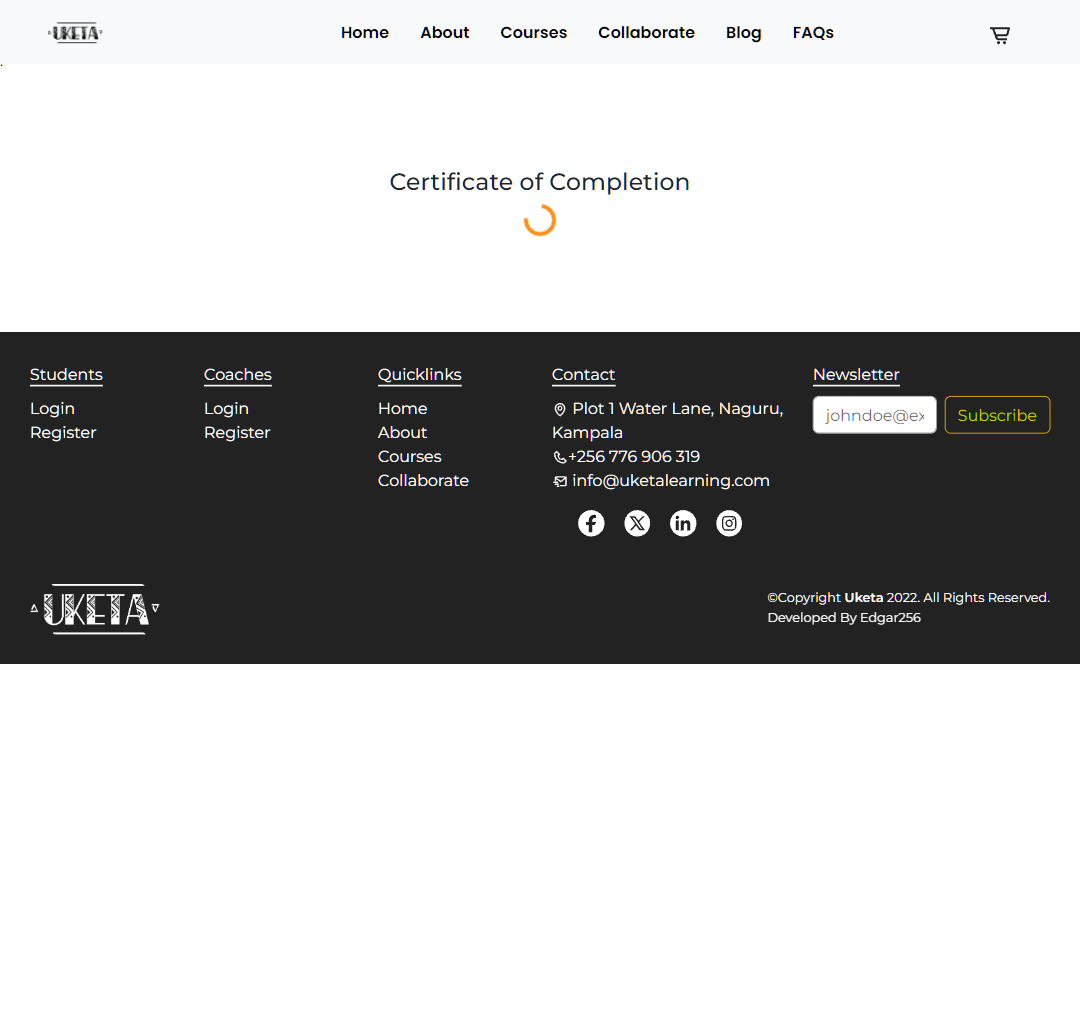 UKETA
Home About Courses Collaborate Blog FAQs
.
Certificate of Completion
Students
Login
Register
Coaches
Login
Register
Quicklinks
Home
About
Courses
Collaborate
Contact
Plot 1 Water Lane, Naguru,
Kampala
+256 776 906 319
info@uketalearning.com
Newsletter
johndoe@ex
Subscribe
UKETA
©Copyright Uketa 2022. All Rights Reserved.
Developed By Edgar256